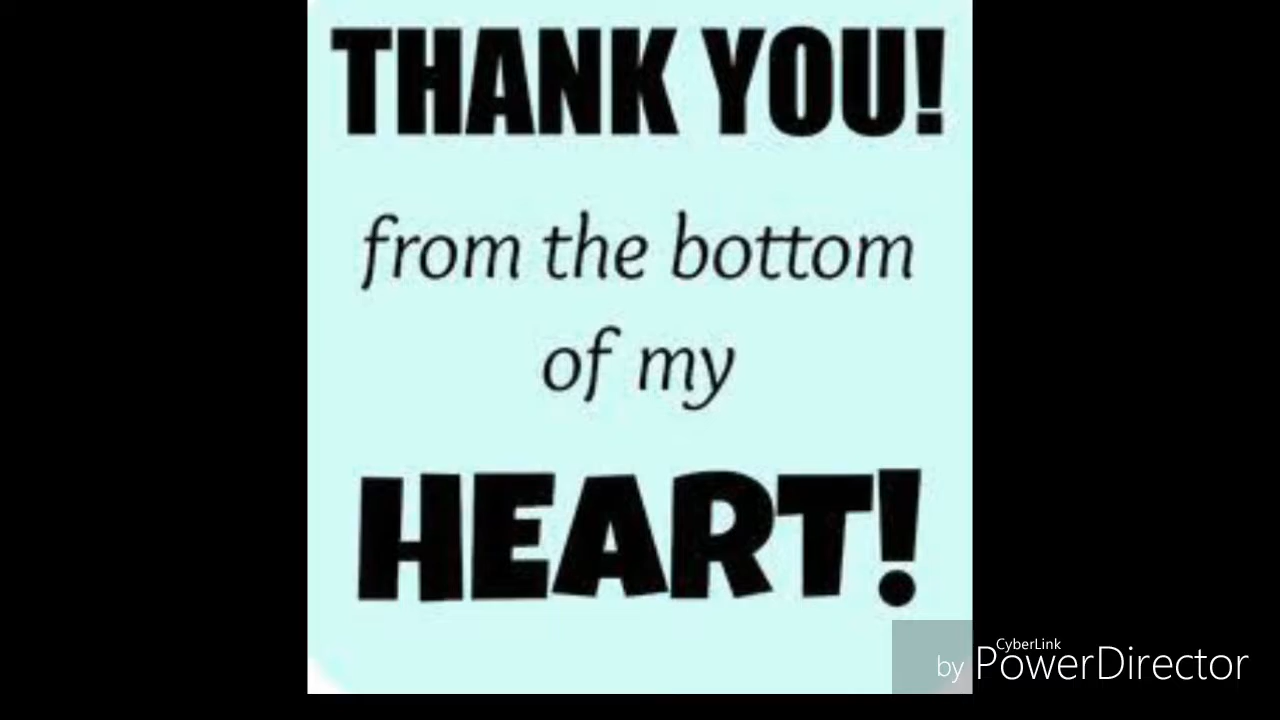 THANK YOU!
from the bottom
of my
HEART!
CyberLink
by PowerDirector